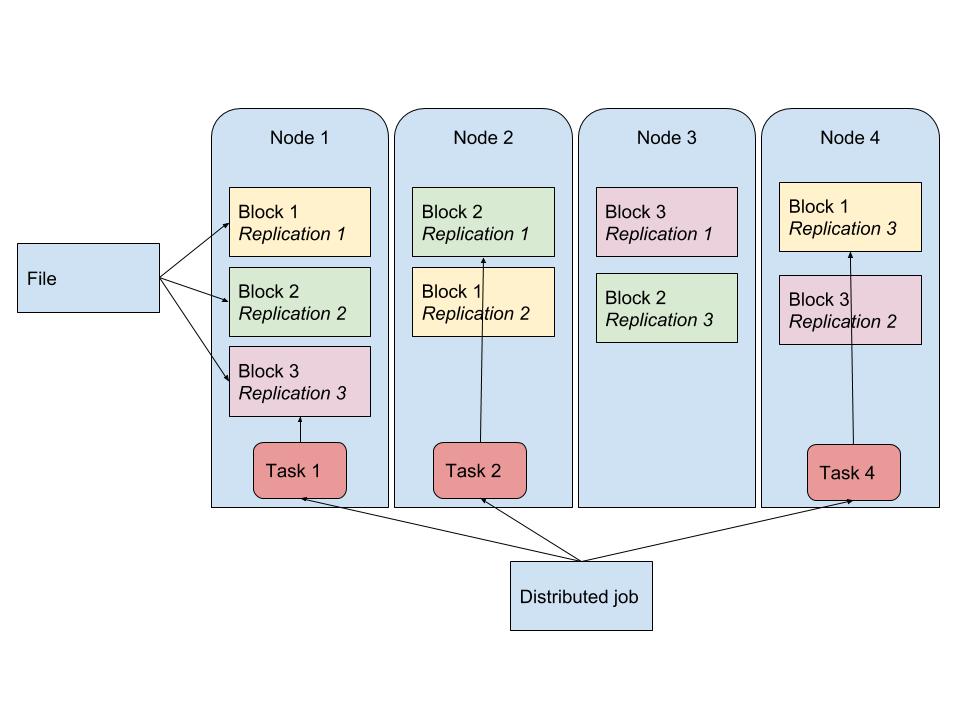 Node 1
Node 2
Node 3
Node 4
File
Block 1
Replication 1
Block 2
Replication 2
Block 3
Replication 3
Task 1
Block 2
Replication 1
Block 1
Replication 2
Task 2
Block 3
Replication 1
Block 2
Replication 3
Block 1
Replication 3
Block 3
Replication 2
Task 4
Distributed job